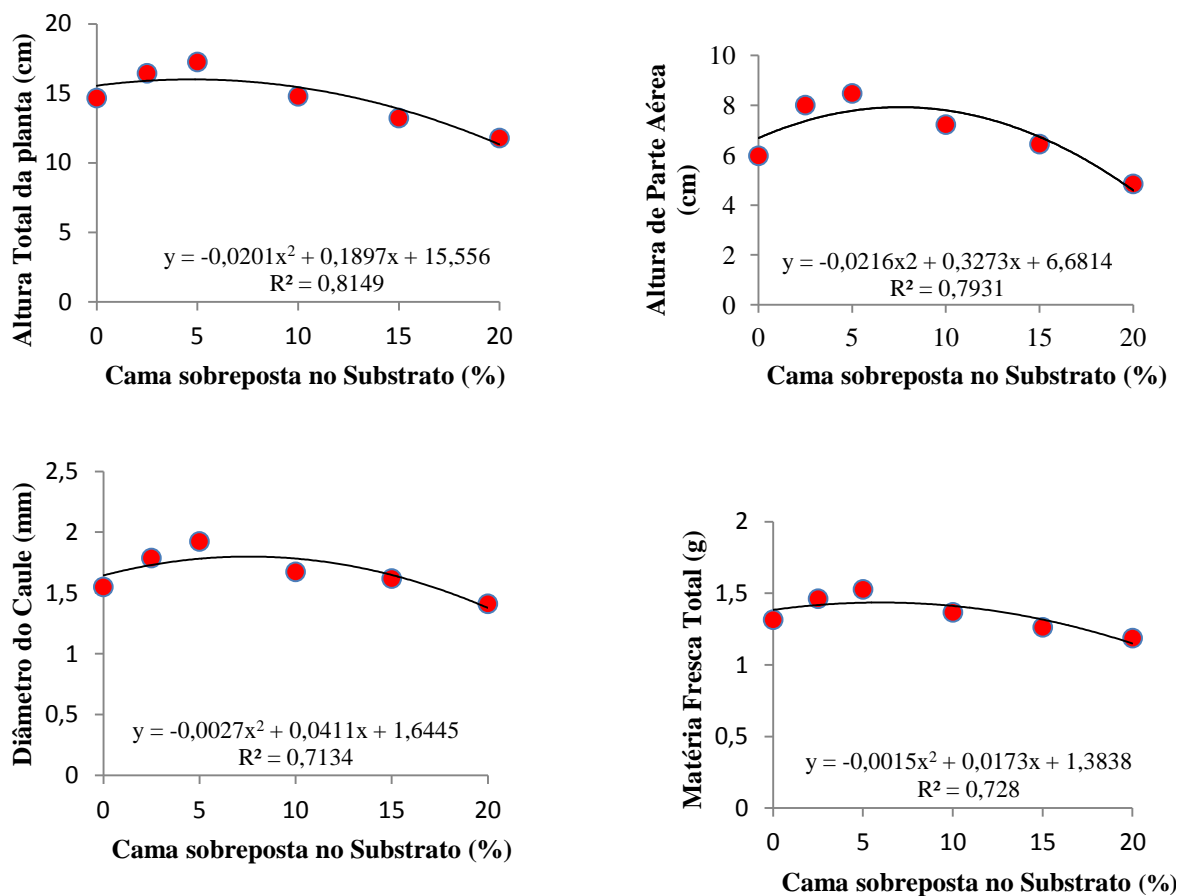 Altura Total da planta (cm)
20
15
10
5
0
y = -0,0201x² + 0,1897x + 15,556
R² = 0,8149
0 5 10 15 20
Cama sobreposta no Substrato (%)
Altura de Parte Aérea
(cm)
10
8
6
4
2
0
y = -0,0216x2 + 0,3273x + 6,6814
R² = 0,7931
0 5 10 15 20
Cama sobreposta no Substrato (%)
Diâmetro do Caule (mm)
2,5
2
1,5
1
0,5
0
y = -0,0027x² + 0,0411x + 1,6445
R² = 0,7134
0 5 10 15 20
Cama sobreposta no Substrato (%)
Matéria Fresca Total (g)
2
1,5
1
0,5
0
y = -0,0015x² + 0,0173x + 1,3838
R² = 0,728
0 5 10 15 20
Cama sobreposta no Substrato (%)